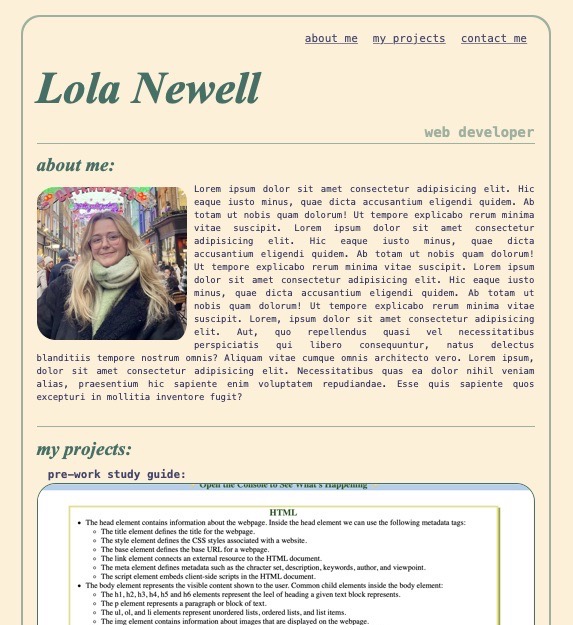 about me my projects contact me
Lola Newell
web developer
about me:
Lorem ipsum dolor sit amet consectetur adipisicing elit. Hic
eaque iusto minus, quae dicta accusantium eligendi quidem. Ab
totam ut nobis quam dolorum! Ut tempore explicabo rerum minima
vitae suscipit. Lorem ipsum dolor sit amet consectetur
adipisicing elit. Hic eaque iusto minus, quae dicta
accusantium eligendi quidem. Ab totam ut nobis quam dolorum!
Ut tempore explicabo rerum minima vitae suscipit. Lorem ipsum
dolor sit amet consectetur adipisicing elit. Hic eaque iusto
minus, quae dicta accusantium eligendi quidem. Ab totam ut
nobis quam dolorum! Ut tempore explicabo rerum minima vitae
suscipit. Lorem, ipsum dolor sit amet consectetur adipisicing
elit. Aut, quo repellendus quasi vel necessitatibus
perspiciatis qui libero consequuntur, natus delectus
blanditiis tempore nostrum omnis? Aliquam vitae cumque omnis architecto vero. Lorem ipsum,
dolor sit amet consectetur adipisicing elit. Necessitatibus quas ea dolor nihil veniam
alias, praesentium hic sapiente enim voluptatem repudiandae. Esse quis sapiente quos
excepturi in mollitia inventore fugit?
my projects:
pre-work study guide:
Open the Console to See What's Happening
HTML
• The head element contains information about the webpage. Inside the head element we can use the following metadata tags:
◦ The title element defines the title for the webpage.
◦ The style element defines the CSS styles associated with a website.
◦ The base element defines the base URL for a webpage.
◦ The link element connects an external resource to the HTML document.
◦ The meta element defines metadata such as the chracter set, description, keywords, author, and viewpoint.
◦ The script element embeds client-side scripts in the HTML document.
• The body element represents the visible content shown to the user. Common child elements inside the body element:
◦ The h1, h2, h3, h4, h5 and h6 elements represent the leel of heading a given text block represents.
◦ The p element represents a paragraph or block of text.
◦ The ul, ol, and li elements represent unordered lists, ordered lists, and list items.
◦ The img element contains information about images that are displayed on the webpage.